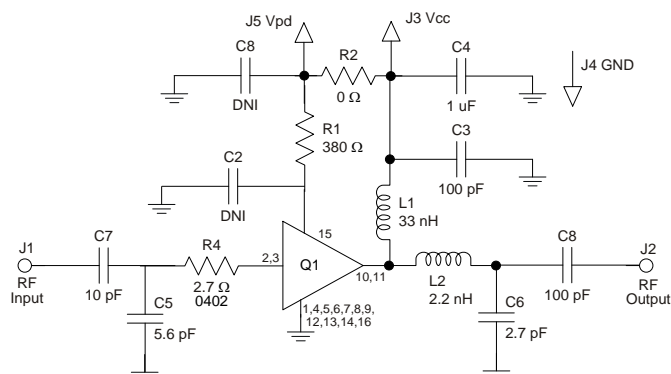 J5 Vpd
J3 Vcc
C8
DNI
R2
0 Ω
C4
1 uF
J4 GND
R1
380 Ω
C3
100 pF
C2
DNI
L1
33 nH
15
J1
RF
Input
C7
10 pF
R4
2.7 Ω
0402
2,3
Q1
10,11
L2
2.2 nH
C8
100 pF
J2
RF
Output
C5
5.6 pF
1,4,5,6,7,8,9,
12,13,14,16
C6
2.7 pF